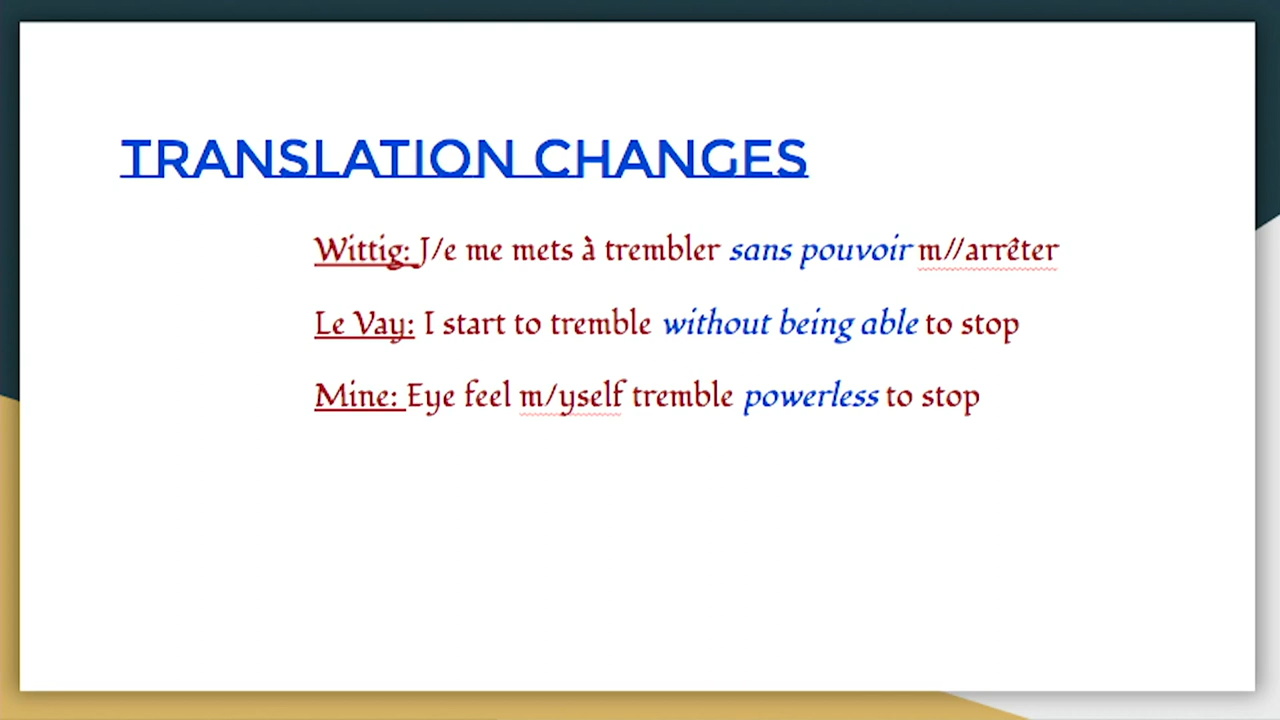 TRANSLATION CHANGES
Wittig: J/e me mets à trembler sans pouvoir m//arrêter
Le Vay: I start to tremble without being able to stop
Mine: Eye feel m/yself tremble powerless to stop